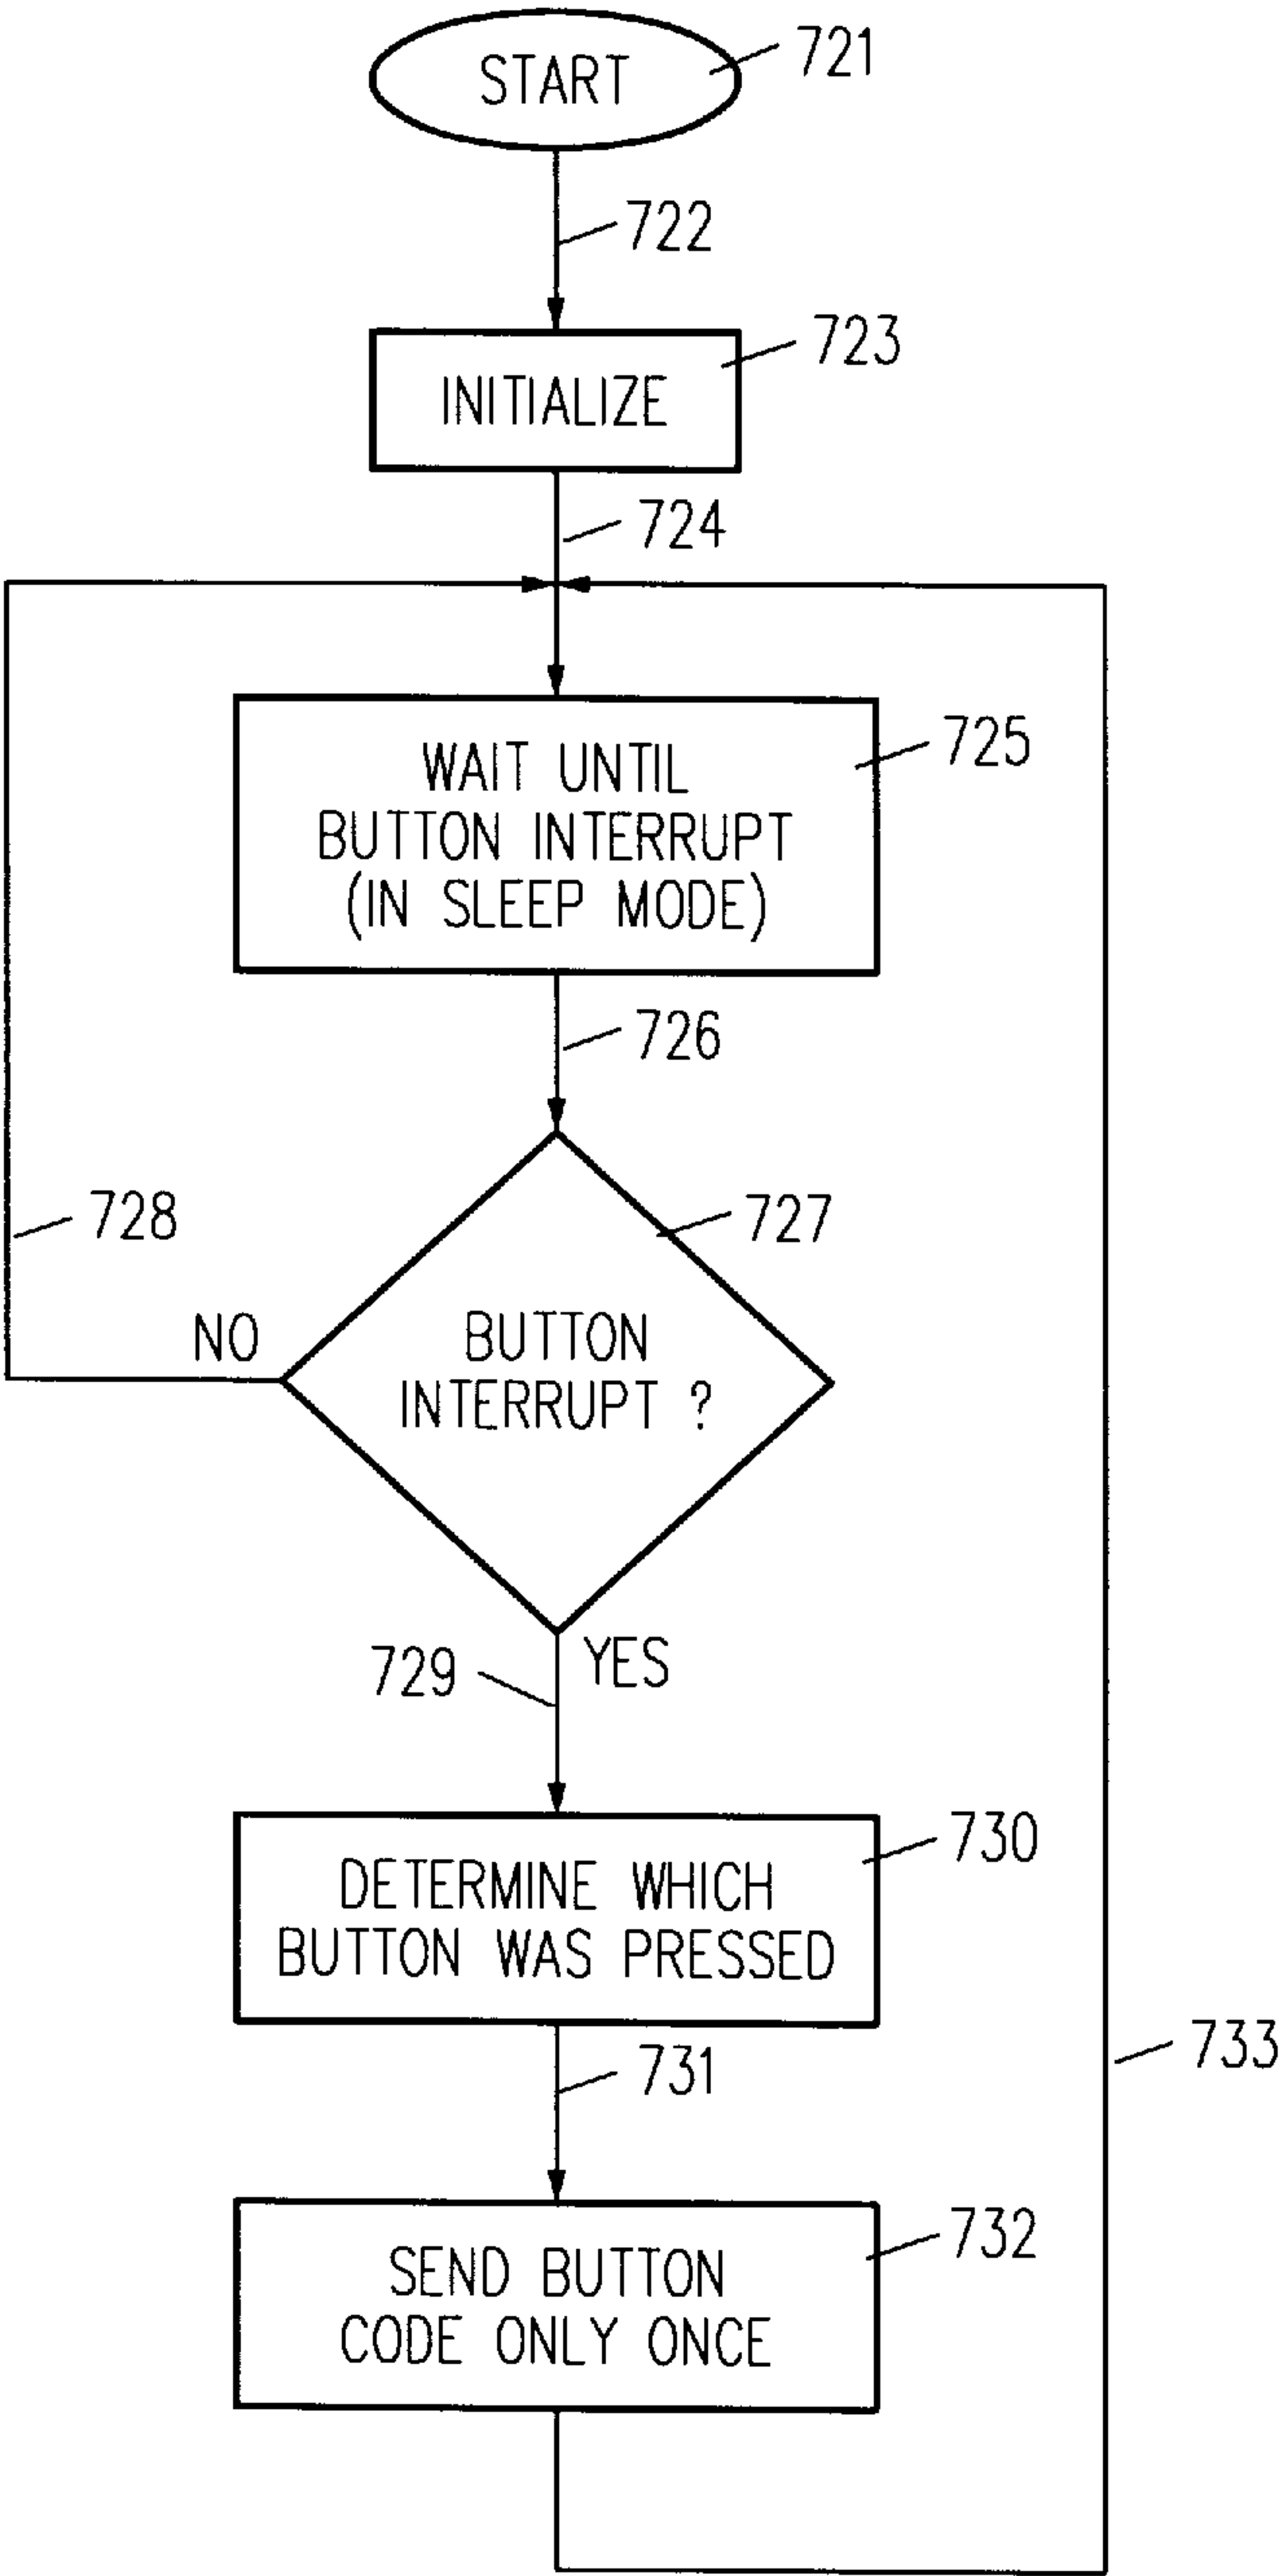 START
721
722
INITIALIZE
723
724
WAIT UNTIL
BUTTON INTERRUPT
(IN SLEEP MODE)
725
726
727
728
NO
BUTTON
INTERRUPT ?
YES
729
730
DETERMINE WHICH
BUTTON WAS PRESSED
731
733
732
SEND BUTTON
CODE ONLY ONCE